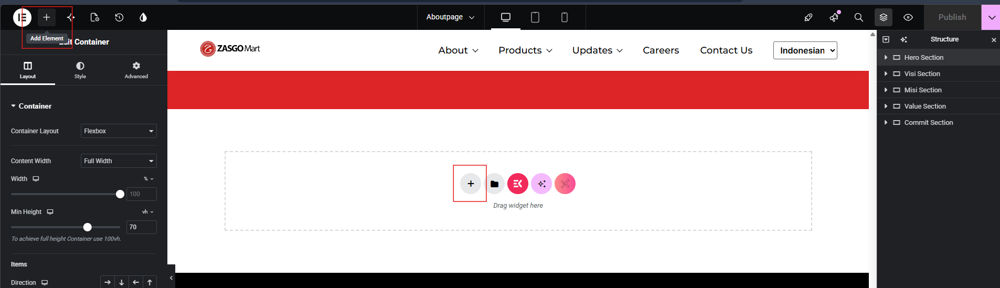 Aboutpage
Publish
Add Element
Edit Container
Layout
Style
Advanced
Container
Container Layout
Flexbox
Content Width
Full Width
Width
%
100
Min Height
vh
70
To achieve full height Container use 100vh.
Items
Direction
ZASGO Mart
About
Products
Updates
Careers
Contact Us
Indonesian
Drag widget here
Structure
Hero Section
Visi Section
Misi Section
Value Section
Commit Section